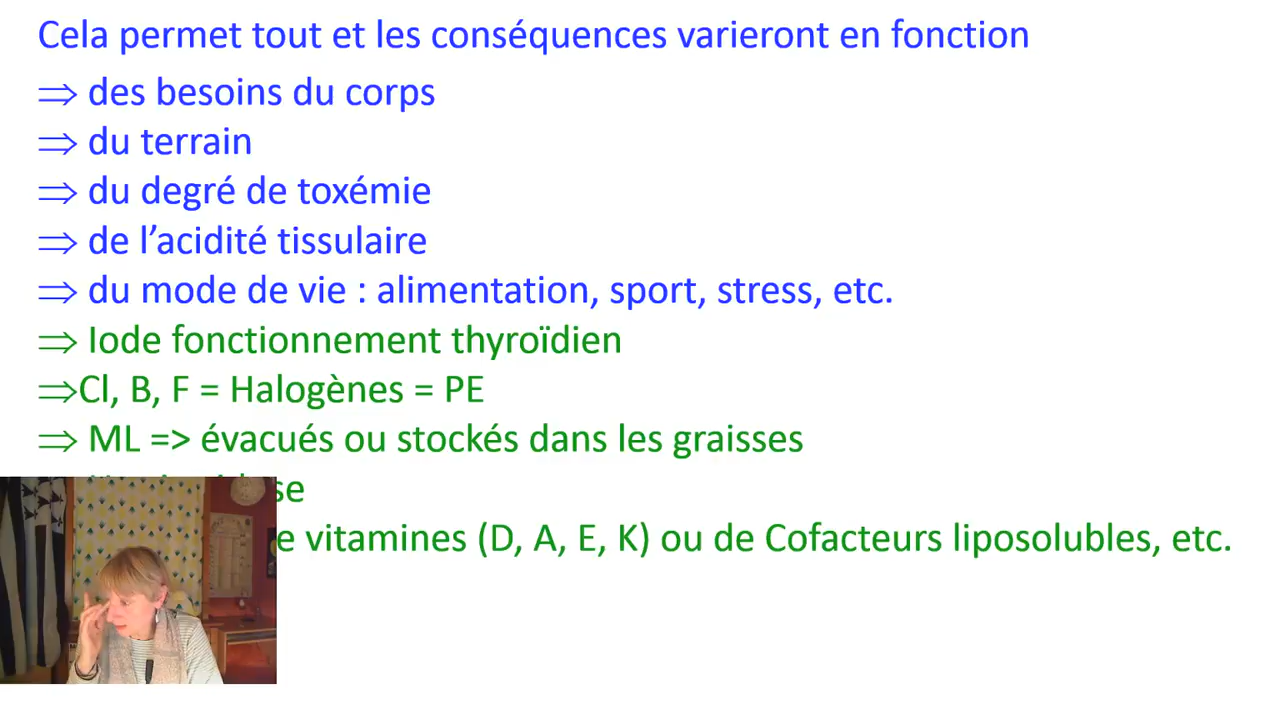 Cela permet tout et les conséquences varieront en fonction
⇒ des besoins du corps
⇒ du terrain
⇒ du degré de toxémie
⇒ de l’acidité tissulaire
⇒ du mode de vie : alimentation, sport, stress, etc.
⇒ Iode fonctionnement thyroïdien
⇒Cl, B, F = Halogènes = PE
⇒ ML => évacués ou stockés dans les graisses
se
e vitamines (D, A, E, K) ou de Cofacteurs liposolubles, etc.